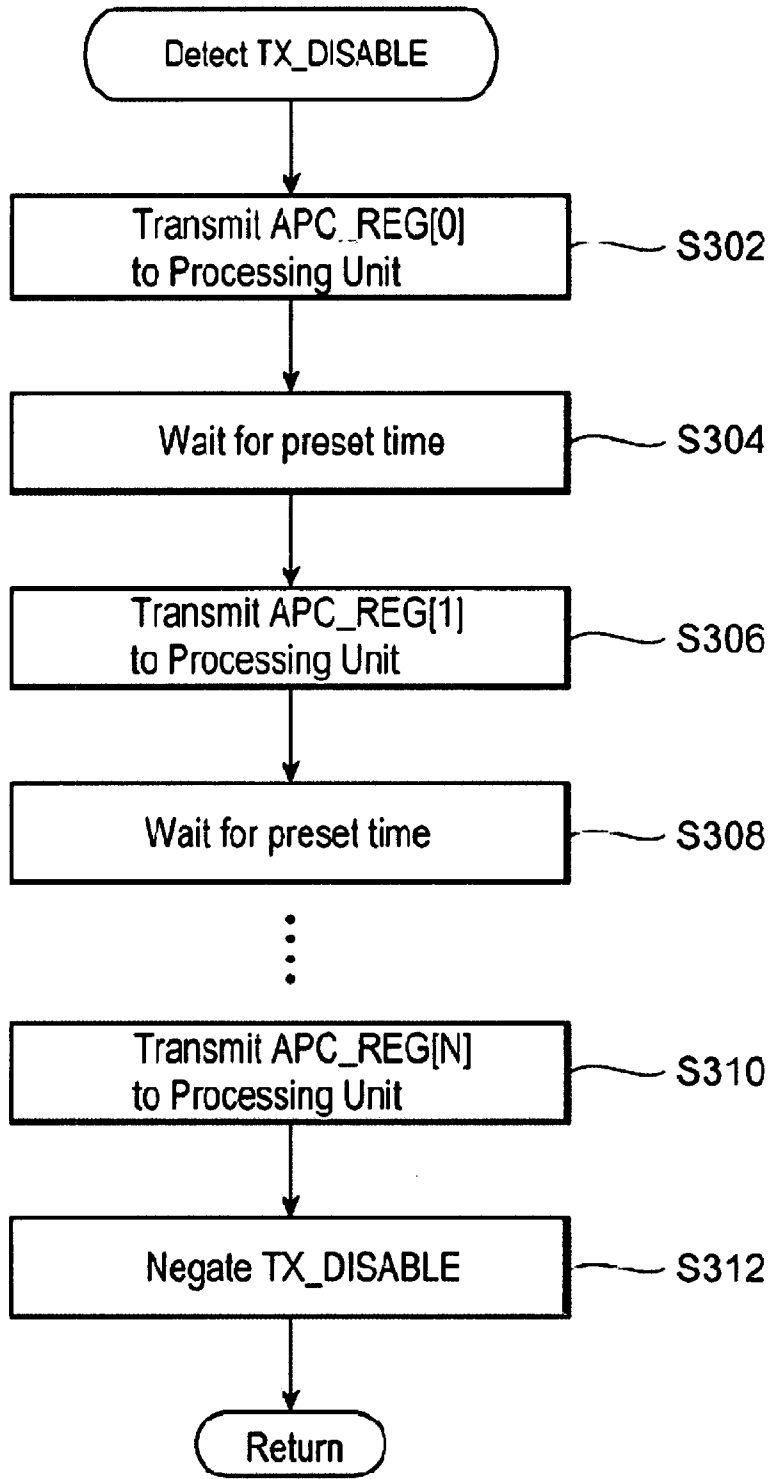 Detect TX_DISABLE
Transmit APC_REG[0]
to Processing Unit
S302
Wait for preset time
S304
Transmit APC_REG[1]
to Processing Unit
S306
Wait for preset time
S308
Transmit APC_REG[N]
to Processing Unit
S310
Negate TX_DISABLE
S312
Return